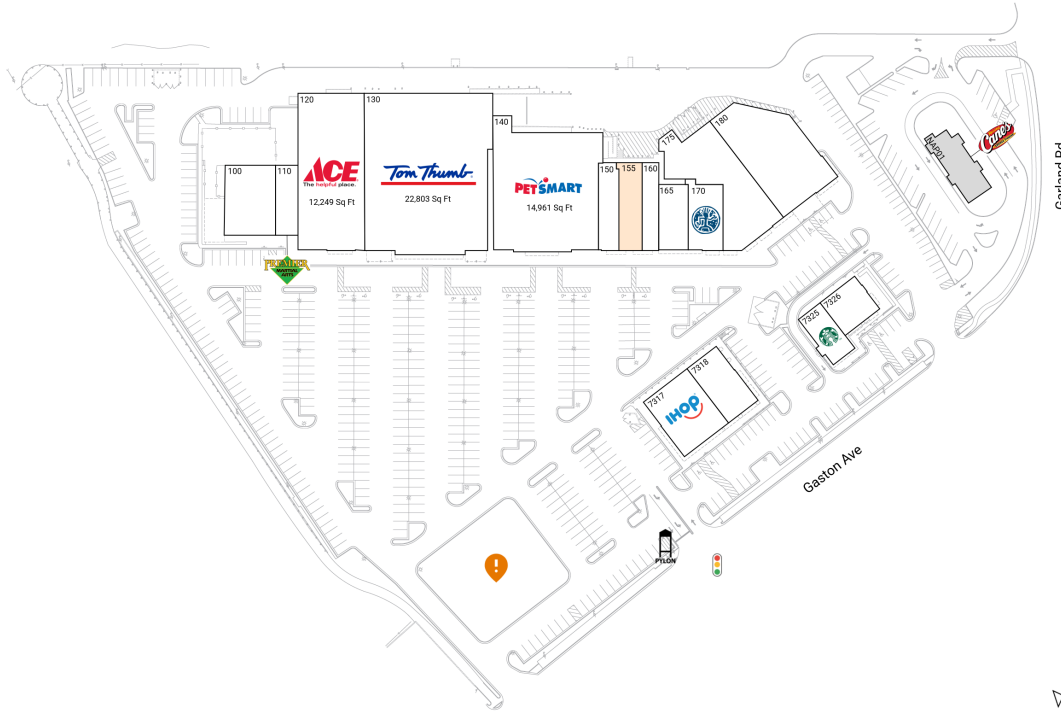 120
130
140
180
175
NAP01
Canes
Garland Rd
100
110
ACE
The helpful place.
12,249 Sq Ft
Tom Thumb
22,803 Sq Ft
PETSMART
14,961 Sq Ft
150
155
160
165
170
PREMIER
MARTIAL
ARTS
7325
7326
7317
7318
IHOP
Gaston Ave
PYLON